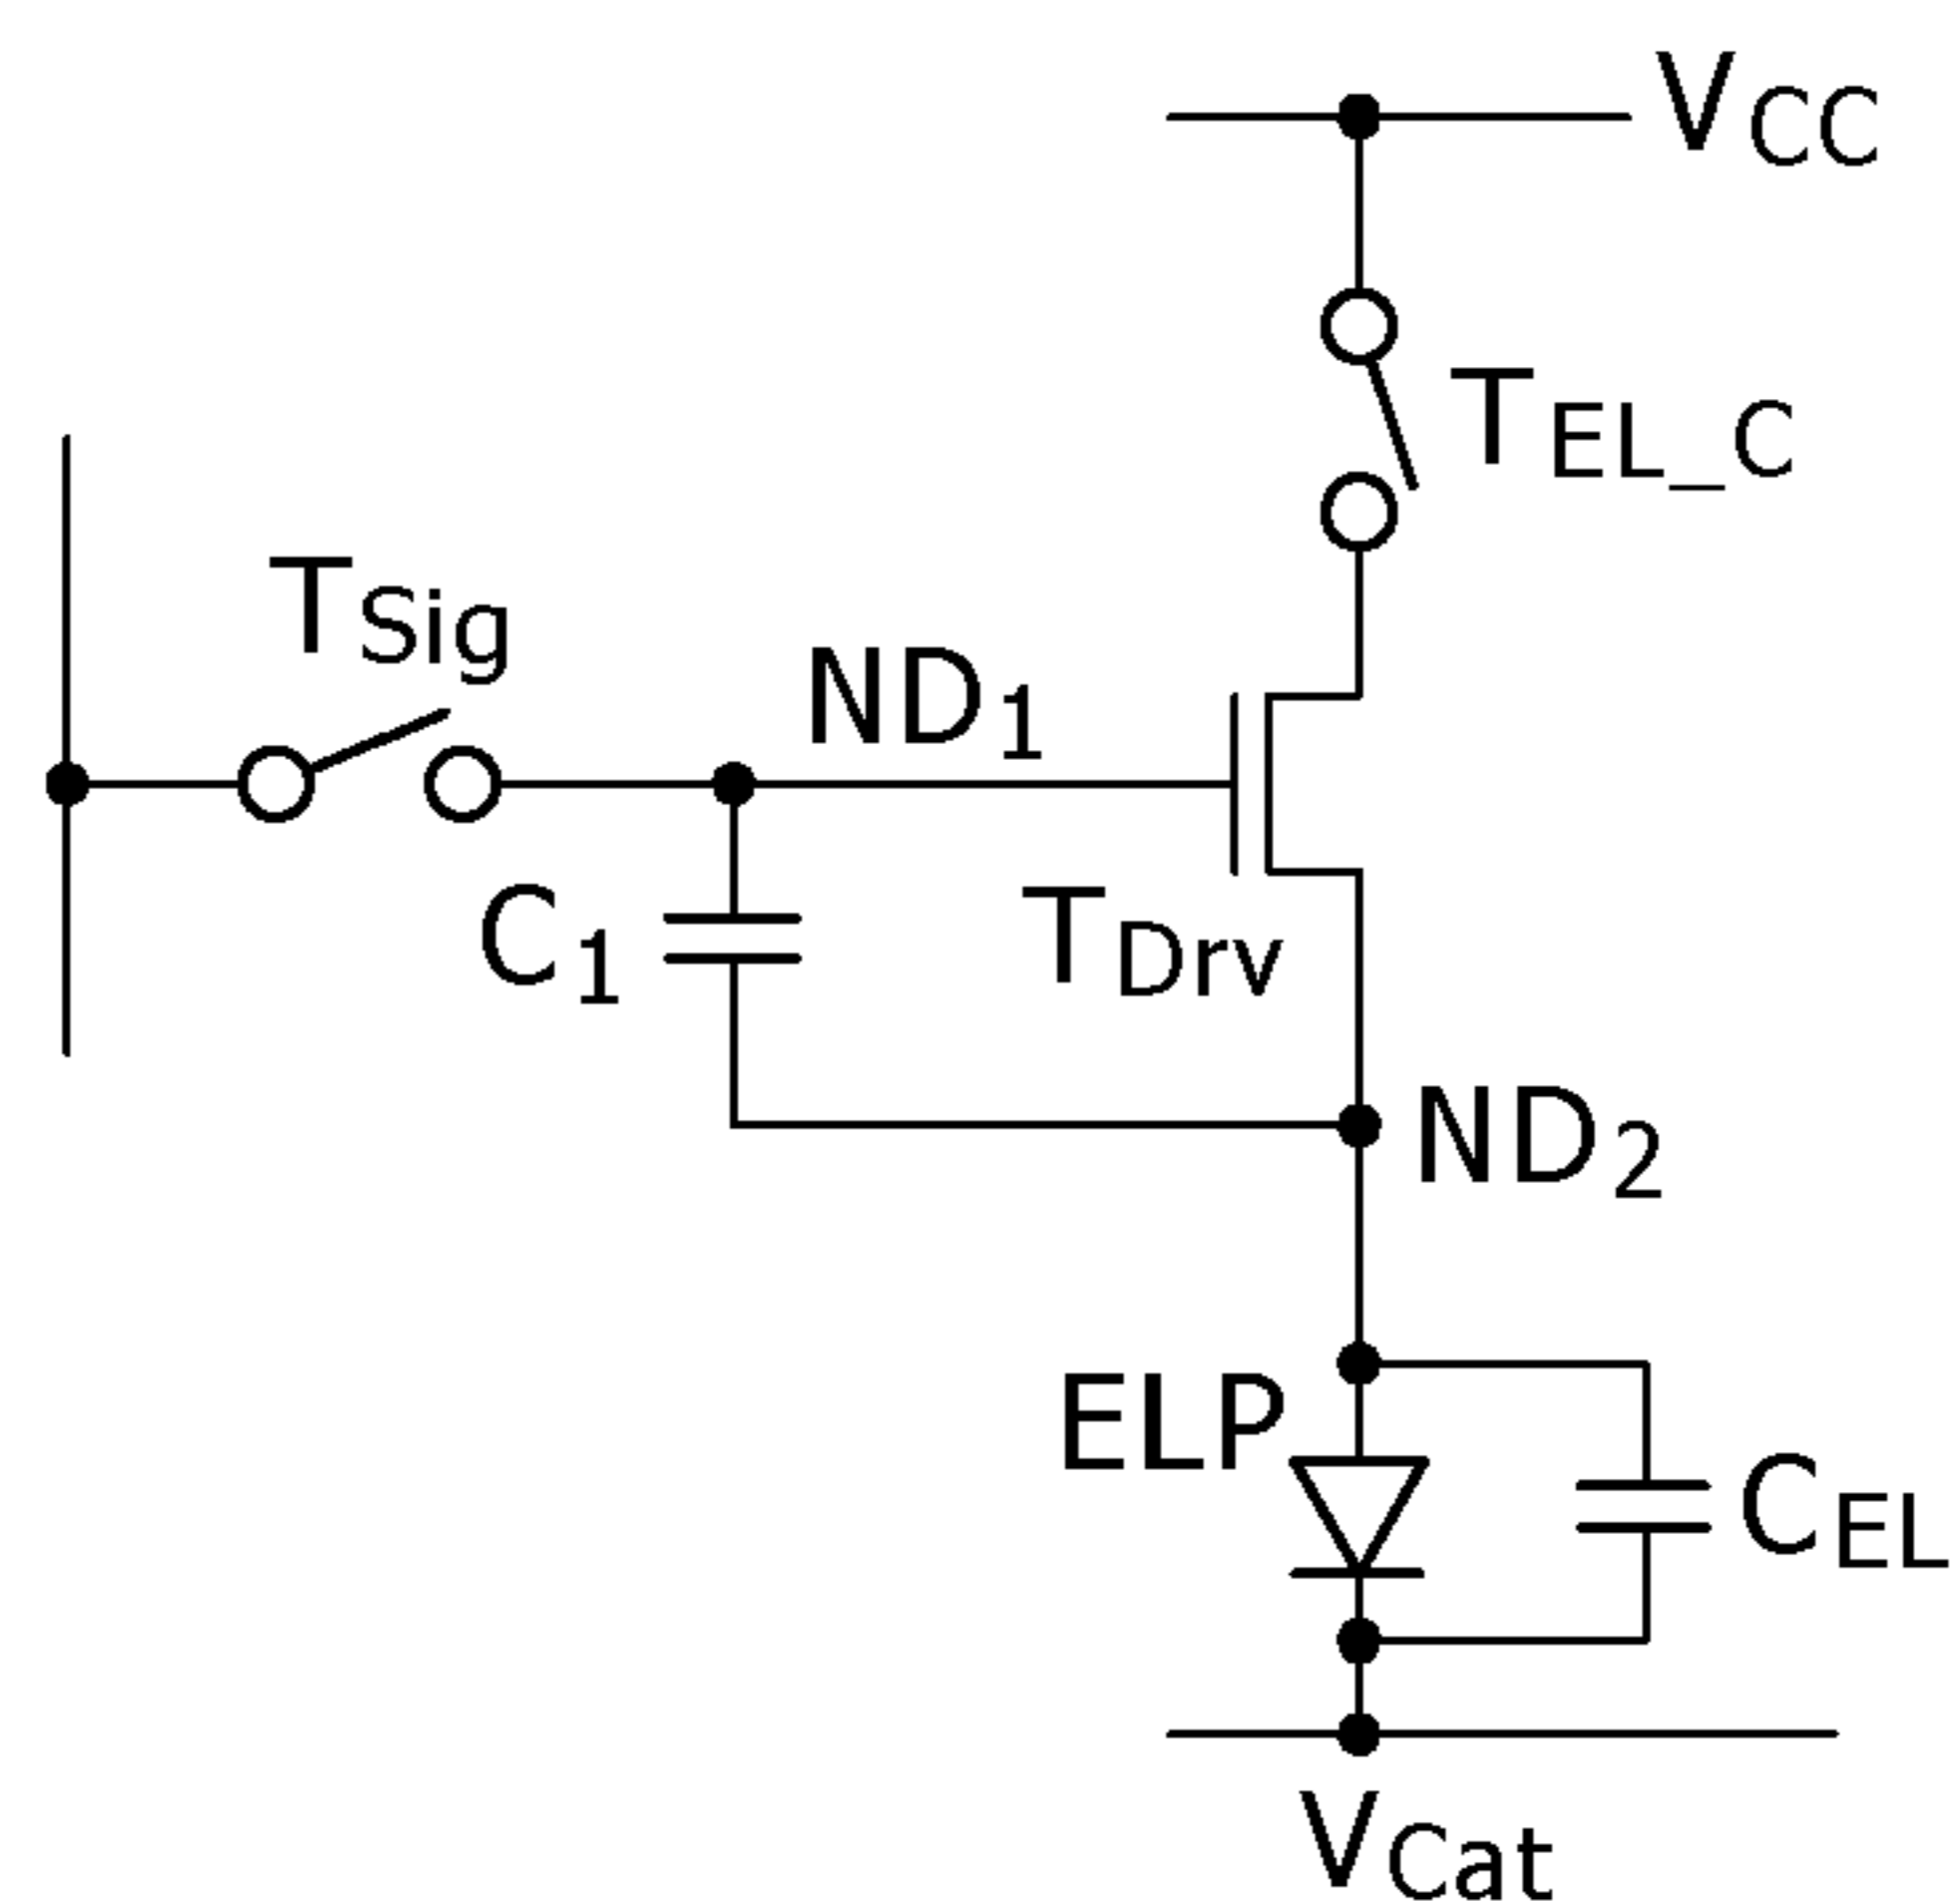 VCC
TEL_C
TSig
ND1
C1
TDrv
ND2
ELP
CEL
VCat